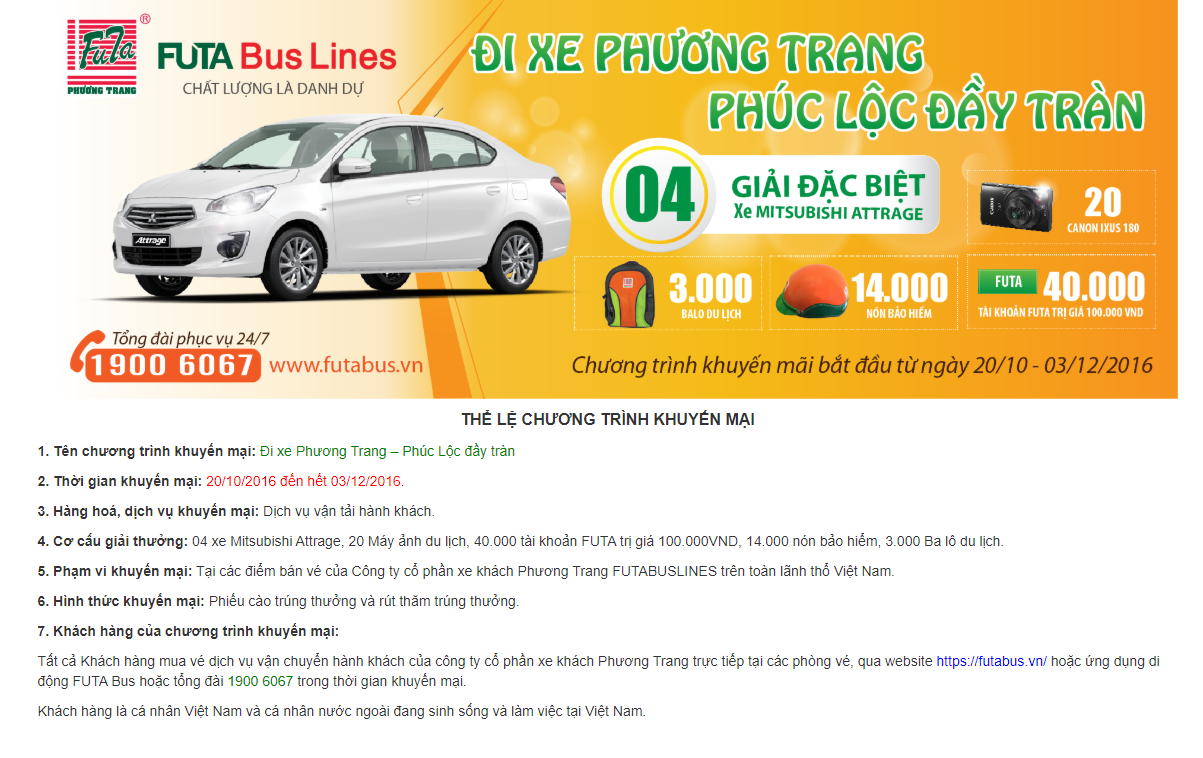 FuTa ®
PHƯƠNG TRANG
FUTA Bus Lines
CHẤT LƯỢNG LÀ DANH DỰ
ĐI XE PHƯƠNG TRANG
PHÚC LỘC ĐẦY TRÀN
04
GIẢI ĐẶC BIỆT
Xe MITSUBISHI ATTRAGE
Canon
20
CANON IXUS 180
Attrage
3.000
BALO DU LỊCH
14.000
NÓN BẢO HIỂM
FUTA 40.000
TÀI KHOẢN FUTA TRỊ GIÁ 100.000 VND
Tổng đài phục vụ 24/7
1900 6067 www.futabus.vn
Chương trình khuyến mãi bắt đầu từ ngày 20/10 - 03/12/2016
THỂ LỆ CHƯƠNG TRÌNH KHUYẾN MẠI
1. Tên chương trình khuyến mại: Đi xe Phương Trang – Phúc Lộc đầy tràn
2. Thời gian khuyến mại: 20/10/2016 đến hết 03/12/2016.
3. Hàng hoá, dịch vụ khuyến mại: Dịch vụ vận tải hành khách.
4. Cơ cấu giải thưởng: 04 xe Mitsubishi Attrage, 20 Máy ảnh du lịch, 40.000 tài khoản FUTA trị giá 100.000VND, 14.000 nón bảo hiểm, 3.000 Ba lô du lịch.
5. Phạm vi khuyến mại: Tại các điểm bán vé của Công ty cổ phần xe khách Phương Trang FUTABUSLINES trên toàn lãnh thổ Việt Nam.
6. Hình thức khuyến mại: Phiếu cào trúng thưởng và rút thăm trúng thưởng.
7. Khách hàng của chương trình khuyến mại:
Tất cả Khách hàng mua vé dịch vụ vận chuyển hành khách của công ty cổ phần xe khách Phương Trang trực tiếp tại các phòng vé, qua website https://futabus.vn/ hoặc ứng dụng di
động FUTA Bus hoặc tổng đài 1900 6067 trong thời gian khuyến mại.
Khách hàng là cá nhân Việt Nam và cá nhân nước ngoài đang sinh sống và làm việc tại Việt Nam.